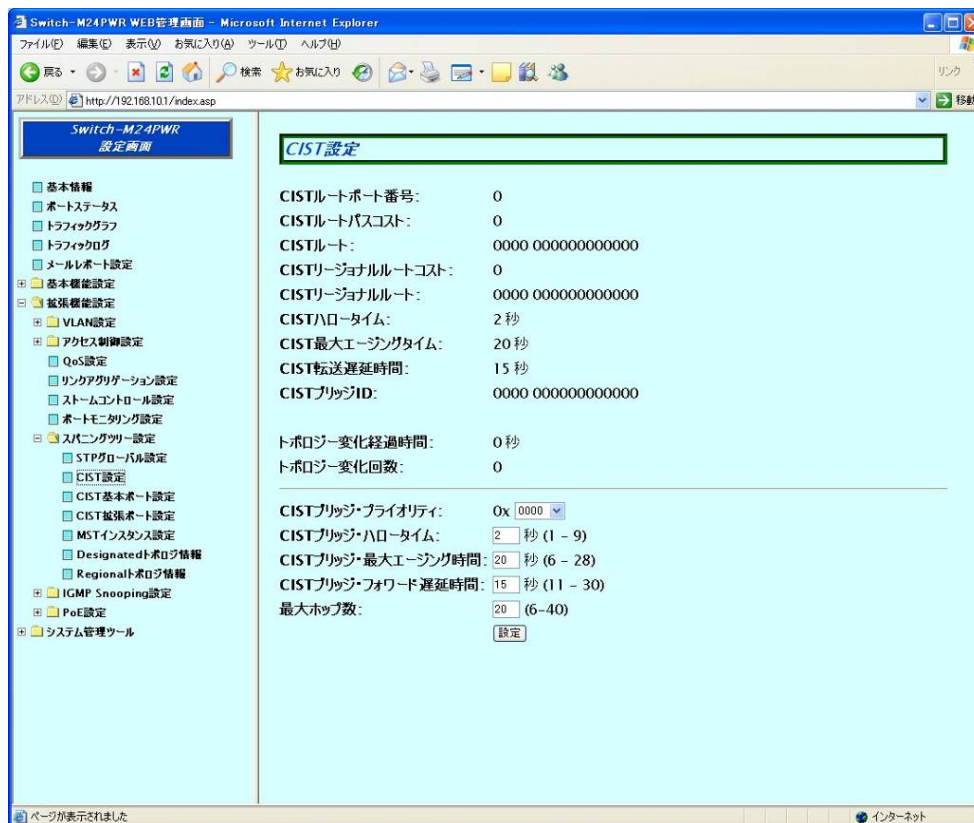 Switch-M24PWR WEB管理画面 - Microsoft Internet Explorer
ファイル(F) 編集(E) 表示(V) お気に入り(A) ツール(T) ヘルプ(H)
戻る 検索 お気に入り リンク
アドレス(D) http://192.168.10.1/index.asp 移動
Switch-M24PWR
設定画面
基本情報
ポートステータス
トラフィックグラフ
トラフィックログ
メールレポート設定
基本機能設定
拡張機能設定
VLAN設定
アクセス制御設定
QoS設定
リンクアグリゲーション設定
ストームコントロール設定
ポートモニタリング設定
スパニングツリー設定
STPグローバル設定
CIST設定
CIST基本ポート設定
CIST拡張ポート設定
MSTインスタンス設定
Designatedトポロジ情報
Regionalトポロジ情報
IGMP Snooping設定
PoE設定
システム管理ツール
CIST設定
CISTルートポート番号: 0
CISTルートパスコスト: 0
CISTルート: 0000 000000000000
CISTリージョナルルートコスト: 0
CISTリージョナルルート: 0000 000000000000
CISTハロータイム: 2 秒
CIST最大エージングタイム: 20 秒
CIST転送遅延時間: 15 秒
CISTブリッジID: 0000 000000000000
トポロジー変化経過時間: 0 秒
トポロジー変化回数: 0
CISTブリッジ・プライオリティ: 0x 0000
CISTブリッジ・ハロータイム: 2 秒 (1 - 9)
CISTブリッジ・最大エージング時間: 20 秒 (6 - 28)
CISTブリッジ・フォワード遅延時間: 15 秒 (11 - 30)
最大ホップ数: 20 (6-40)
設定
ページが表示されました インターネット